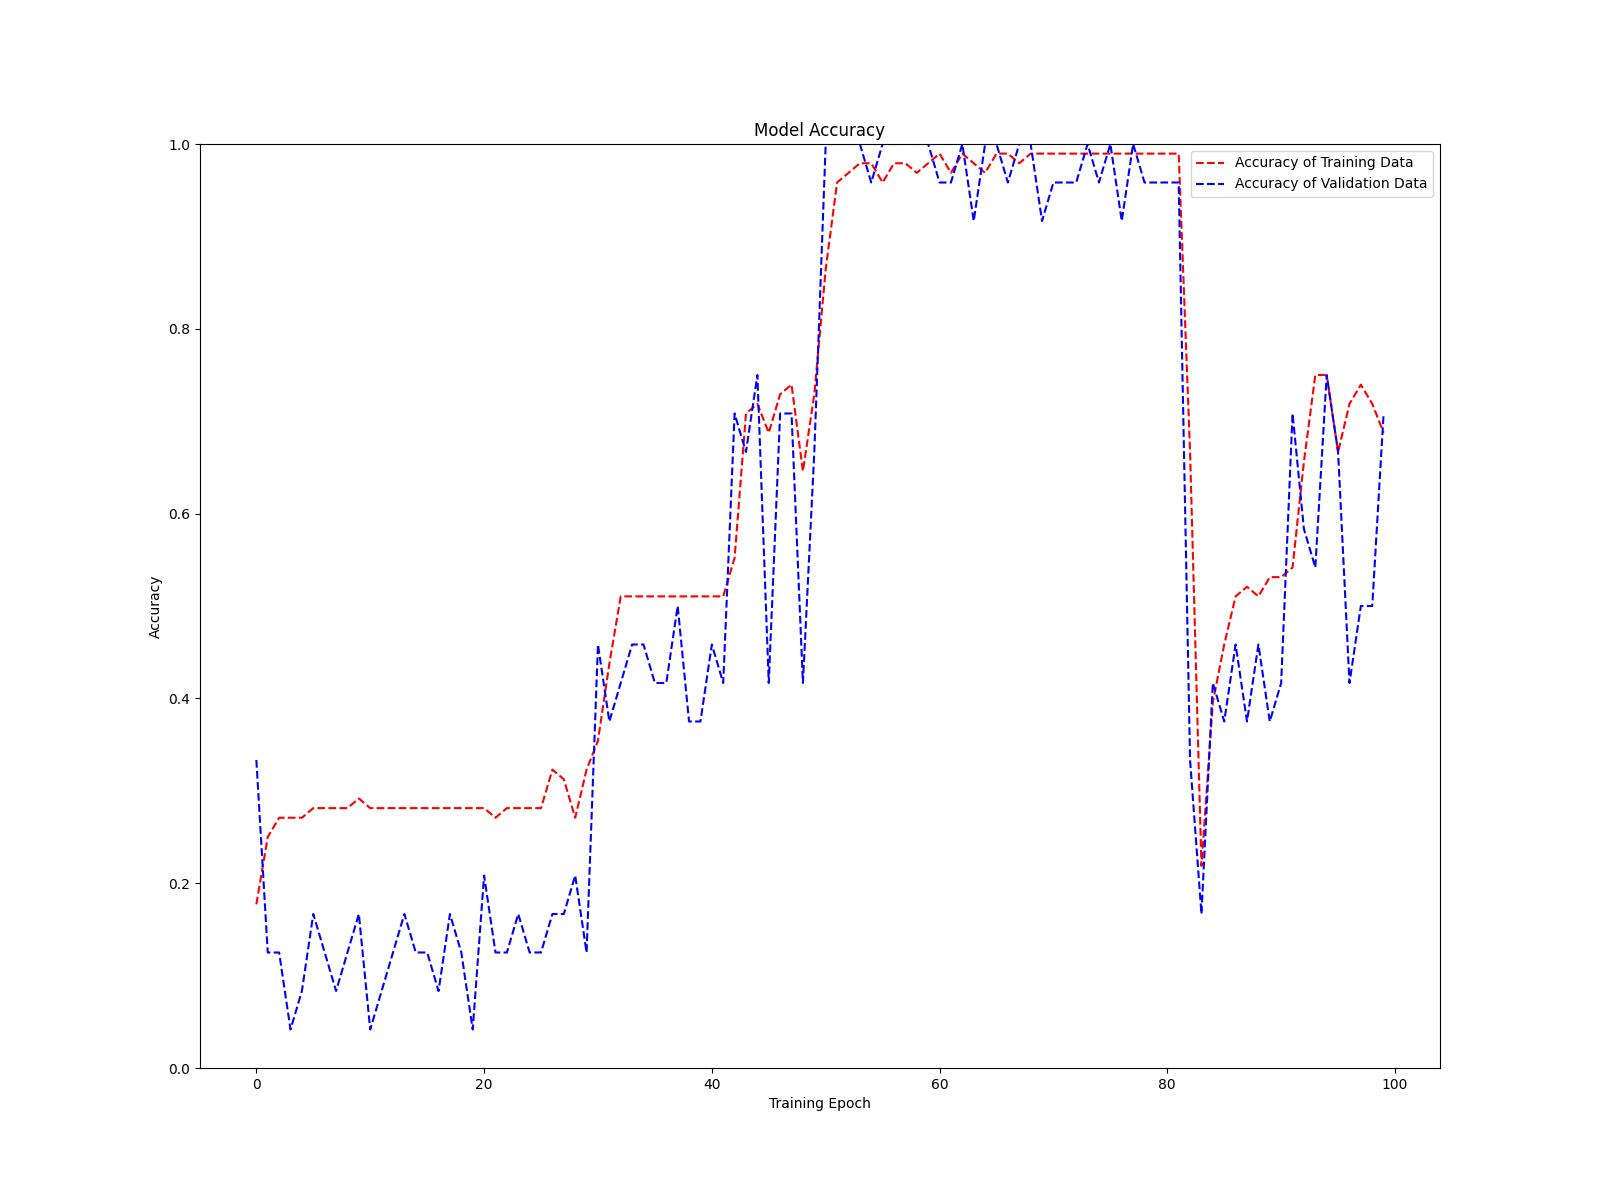 Model Accuracy
1.0
0.8
0.6
0.4
0.2
0.0
Accuracy
Accuracy of Training Data
Accuracy of Validation Data
0 20 40 60 80 100
Training Epoch